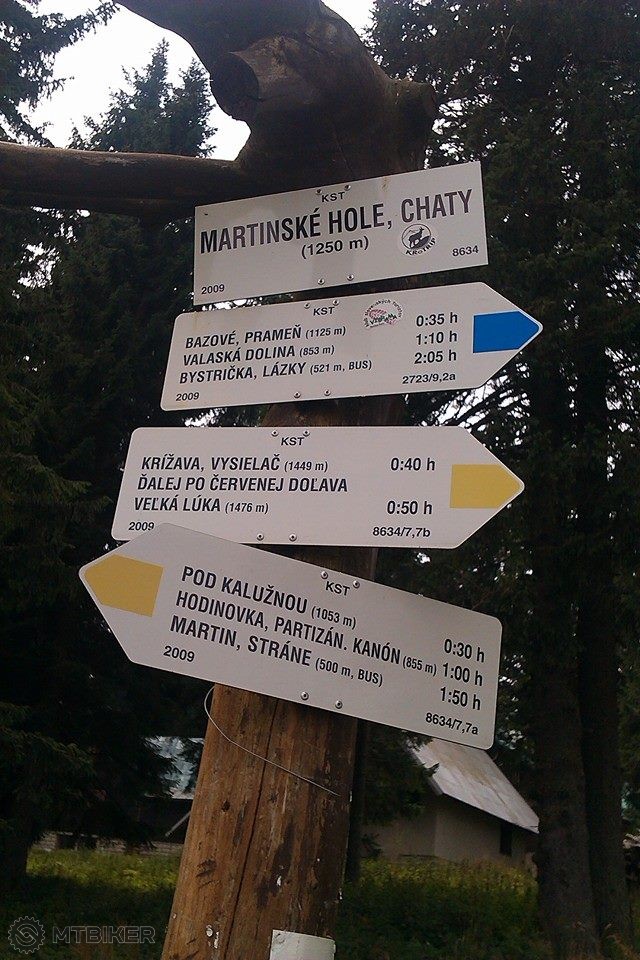 KST
MARTINSKÉ HOLE, CHATY
(1250 m)
KRoTRIP
2009 8634
KST
BAZOVÉ, PRAMEŇ (1125 m) 0:35 h
VALASKÁ DOLINA (853 m) 1:10 h
BYSTRIČKA, LÁZKY (521 m, BUS) 2:05 h
2009 2723/9,2a
KST
KRÍŽAVA, VYSIELAČ (1449 m) 0:40 h
ĎALEJ PO ČERVENEJ DOĽAVA
VEĽKÁ LÚKA (1476 m) 0:50 h
2009 8634/7,7b
KST
POD KALUŽNOU (1053 m) 0:30 h
HODINOVKA, PARTIZÁN. KANÓN (855 m) 1:00 h
MARTIN, STRÁNE (500 m, BUS) 1:50 h
2009 8634/7,7a
MTBIKER